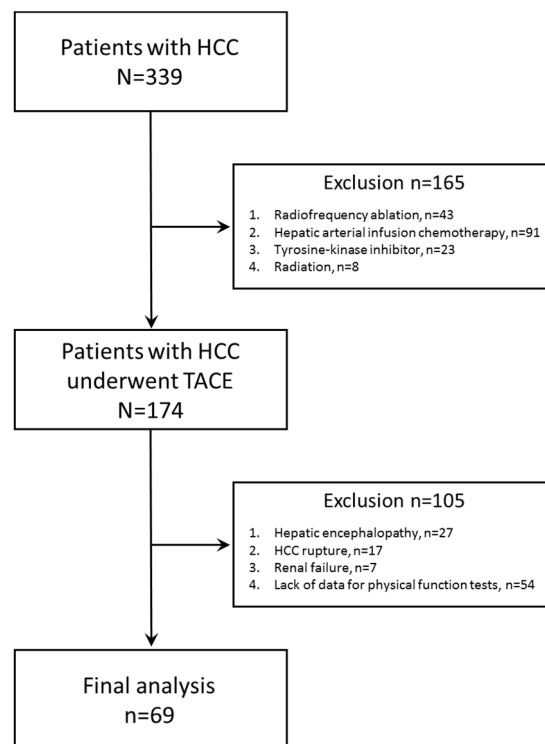 Patients with HCC
N=339
Exclusion n=165
1. Radiofrequency ablation, n=43
2. Hepatic arterial infusion chemotherapy, n=91
3. Tyrosine-kinase inhibitor, n=23
4. Radiation, n=8
Patients with HCC
underwent TACE
N=174
Exclusion n=105
1. Hepatic encephalopathy, n=27
2. HCC rupture, n=17
3. Renal failure, n=7
4. Lack of data for physical function tests, n=54
Final analysis
n=69